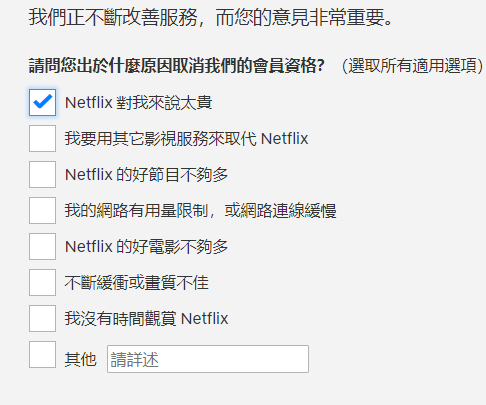 我們正不斷改善服務，而您的意見非常重要。
請問您出於什麼原因取消我們的會員資格？（選取所有適用選項）
Netflix 對我來說太貴
我要用其它影視服務來取代 Netflix
Netflix 的好節目不夠多
我的網路有用量限制，或網路連線緩慢
Netflix 的好電影不夠多
不斷緩衝或畫質不佳
我沒有時間觀賞 Netflix
其他 請詳述